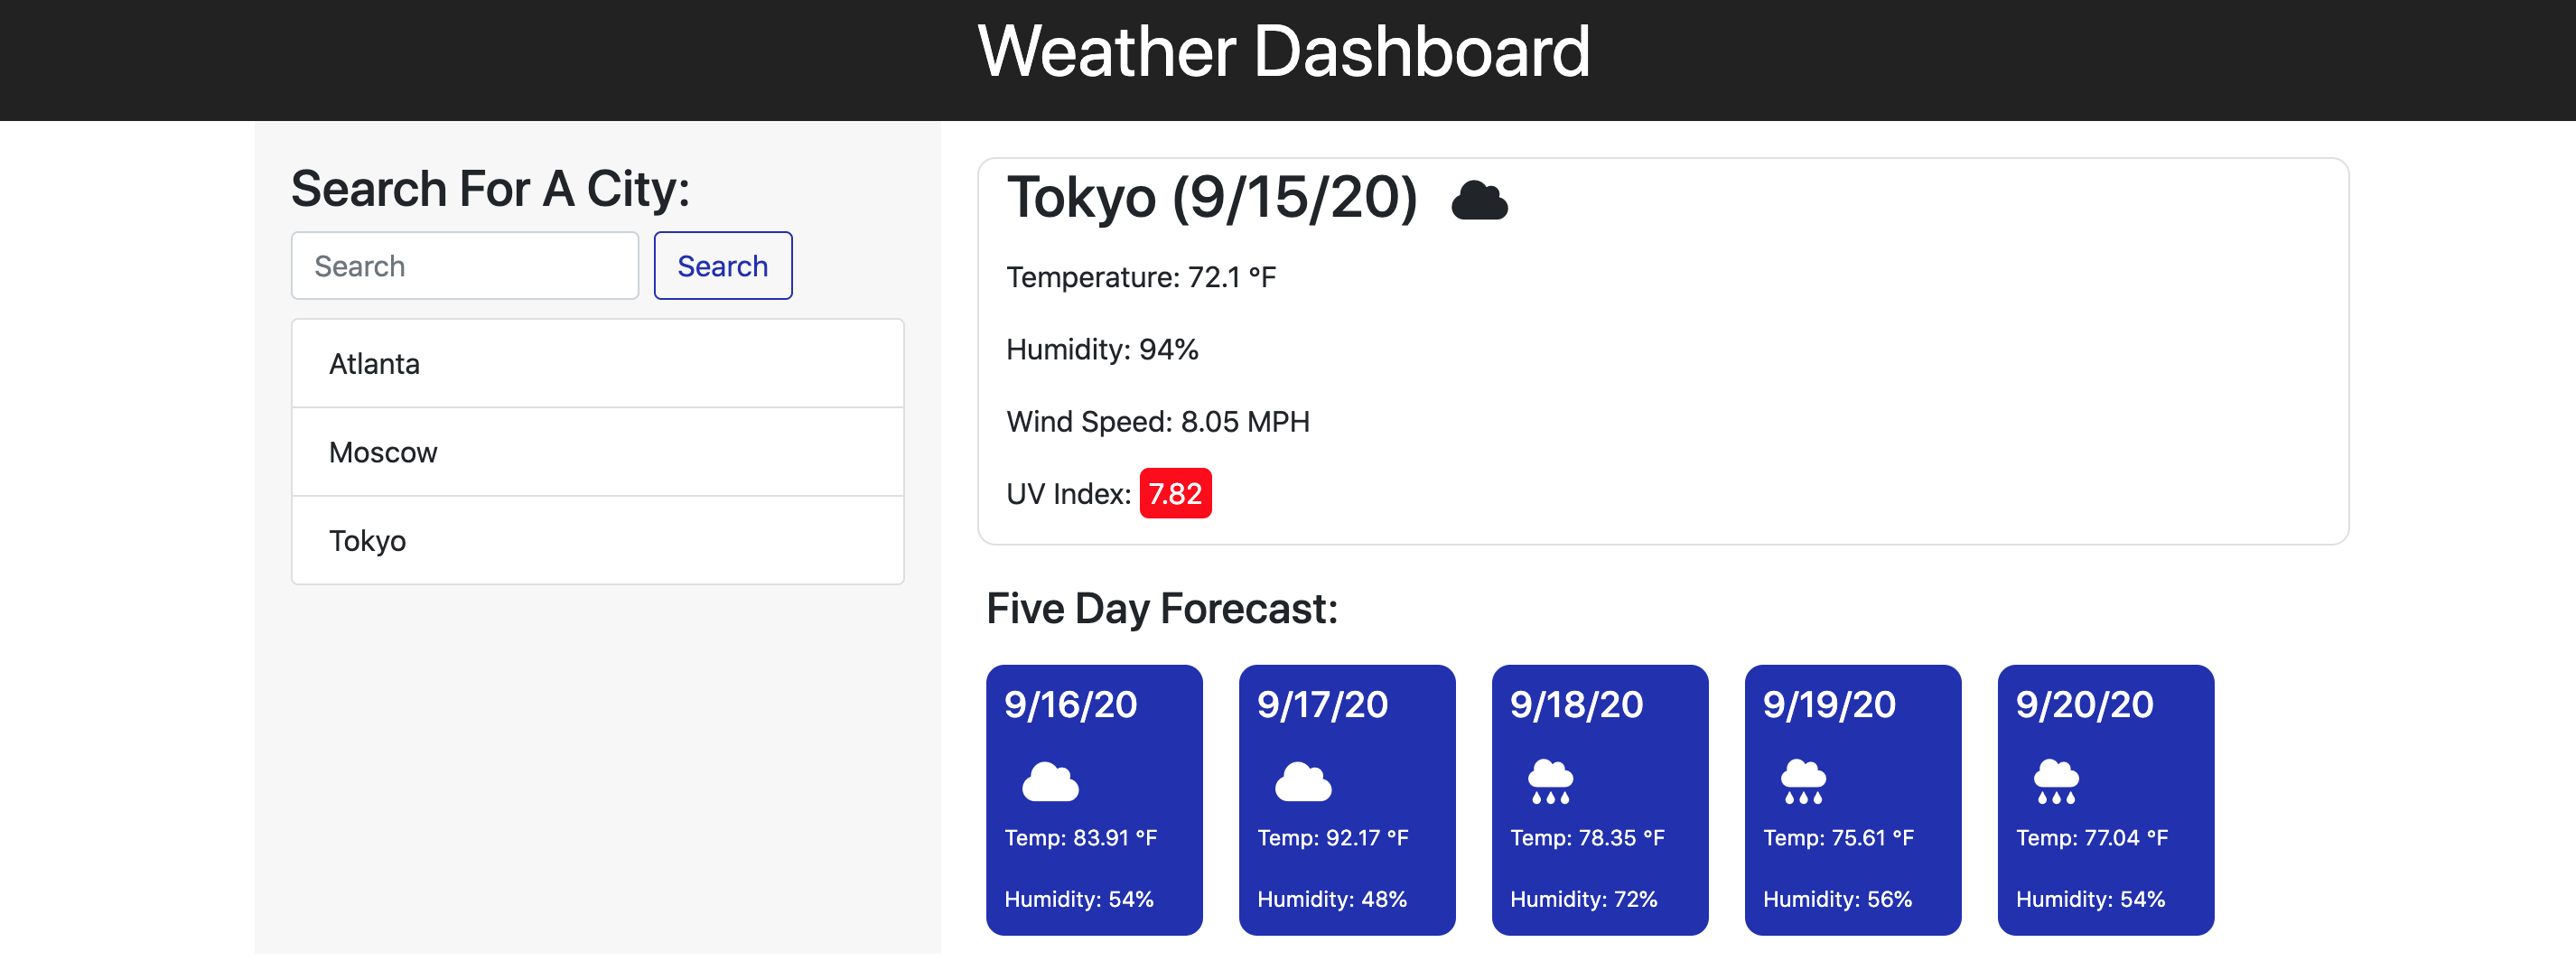 Weather Dashboard
Search For A City:
Search
Search
Atlanta
Moscow
Tokyo
Tokyo (9/15/20)
Temperature: 72.1 °F
Humidity: 94%
Wind Speed: 8.05 MPH
UV Index: 7.82
Five Day Forecast:
9/16/20
Temp: 83.91 °F
Humidity: 54%
9/17/20
Temp: 92.17 °F
Humidity: 48%
9/18/20
Temp: 78.35 °F
Humidity: 72%
9/19/20
Temp: 75.61 °F
Humidity: 56%
9/20/20
Temp: 77.04 °F
Humidity: 54%